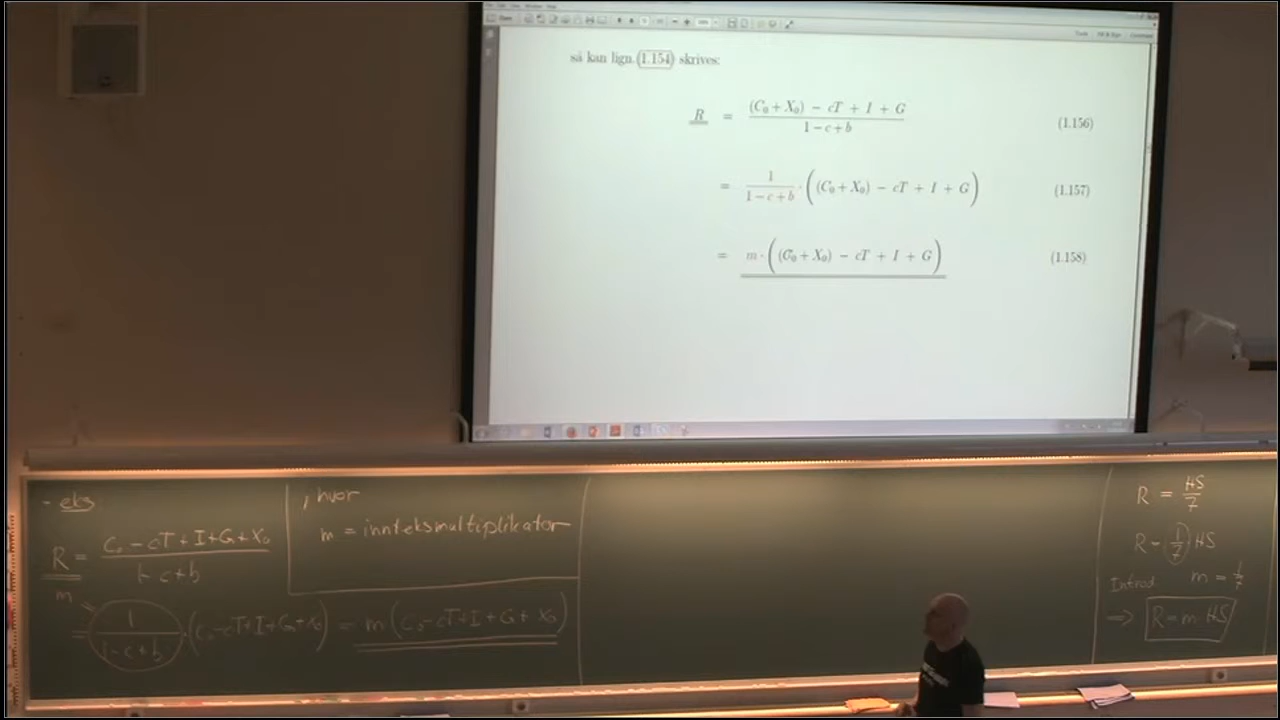 så kan lign. (1.154) skrives:
R = (C₀ + X₀) − cT + I + G / 1 − c + b (1.156)
= 1 / 1 − c + b · ((C₀ + X₀) − cT + I + G) (1.157)
= m · ((C₀ + X₀) − cT + I + G) (1.158)
- eks
R = C₀ − cT + I + G + X₀ / 1 − c + b
m
= 1 / 1 − c + b · (C₀ − cT + I + G + X₀) = m (C₀ − cT + I + G + X₀)
, hvor
m = innteksmultiplikator
R = HS / 7
R = 1/7 HS
Introd. m = 1/7
⇒ R = m · HS